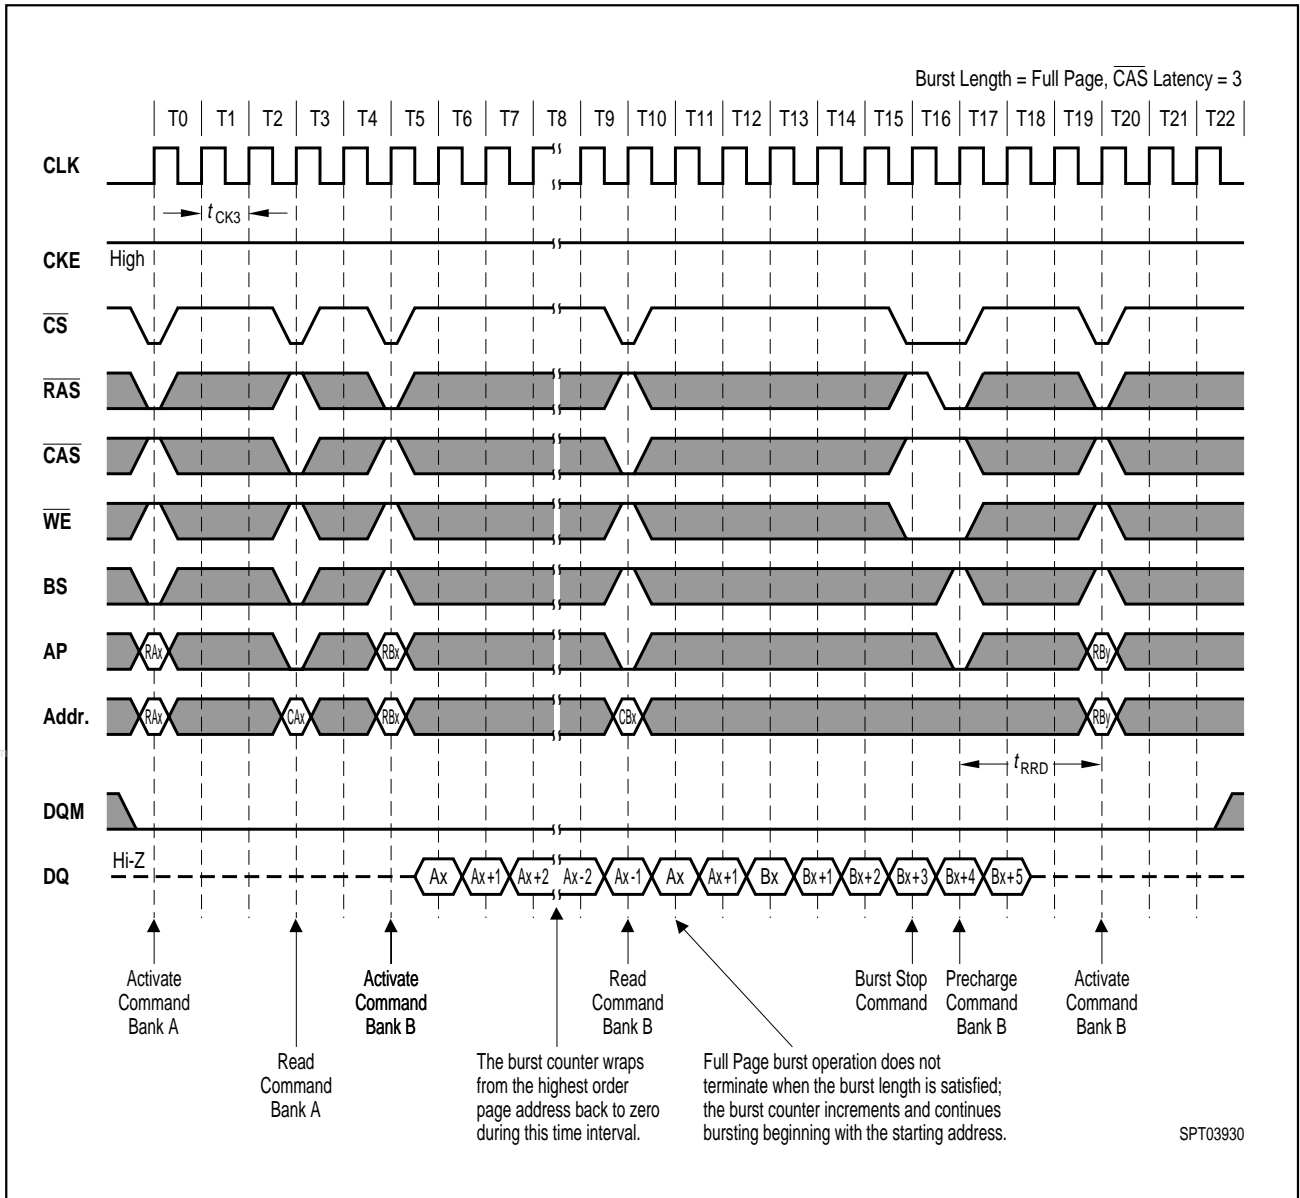 Burst Length = Full Page, CAS Latency = 3
T0 T1 T2 T3 T4 T5 T6 T7 T8 T9 T10 T11 T12 T13 T14 T15 T16 T17 T18 T19 T20 T21 T22
CLK
t CK3
CKE High
CS
RAS
CAS
WE
BS
AP RAx RBx RBy
Addr. RAx CAx RBx CBx RBy
t RRD
DQM
Hi-Z
DQ Ax Ax+1 Ax+2 Ax-2 Ax-1 Ax Ax+1 Bx Bx+1 Bx+2 Bx+3 Bx+4 Bx+5
Activate Command Bank A
Read Command Bank A
Activate Command Bank B
The burst counter wraps
from the highest order
page address back to zero
during this time interval.
Read Command Bank B
Full Page burst operation does not
terminate when the burst length is satisfied;
the burst counter increments and continues
bursting beginning with the starting address.
Burst Stop Command
Precharge Command Bank B
Activate Command Bank B
SPT03930